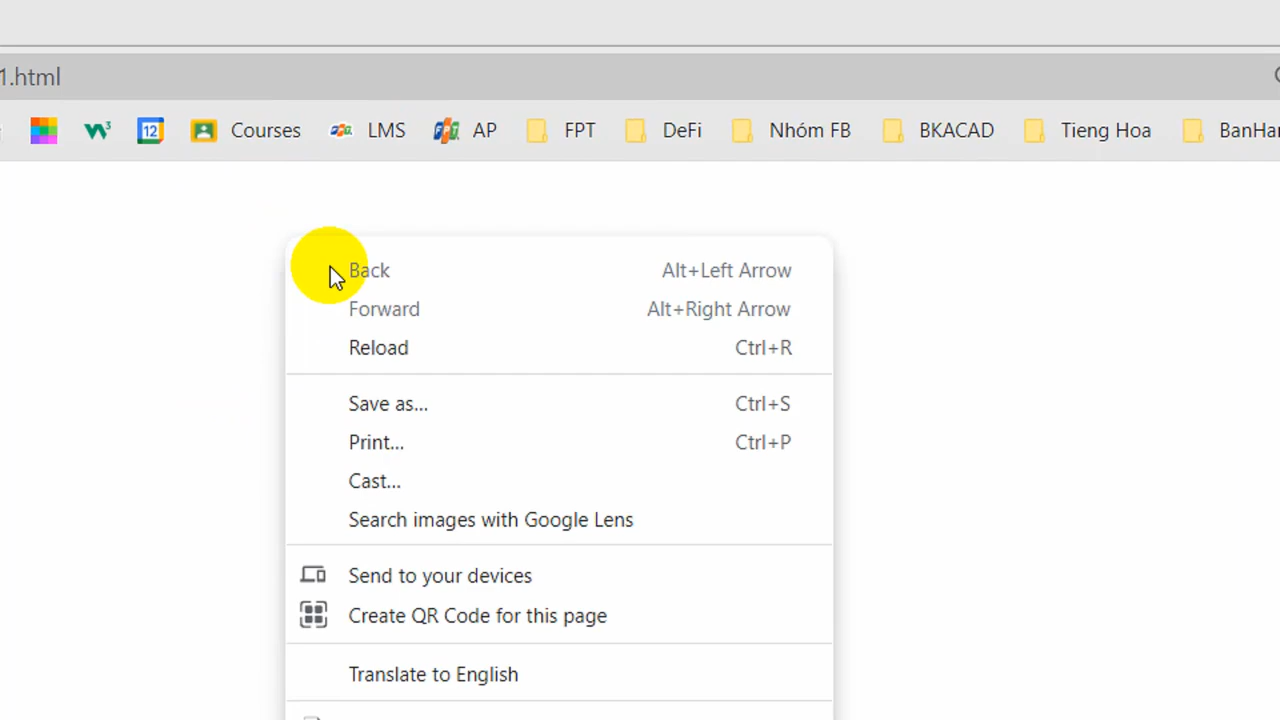 1.html
12 Courses LMS AP FPT DeFi Nhóm FB BKACAD Tieng Hoa BanHan
Back Alt+Left Arrow
Forward Alt+Right Arrow
Reload Ctrl+R
Save as... Ctrl+S
Print... Ctrl+P
Cast...
Search images with Google Lens
Send to your devices
Create QR Code for this page
Translate to English